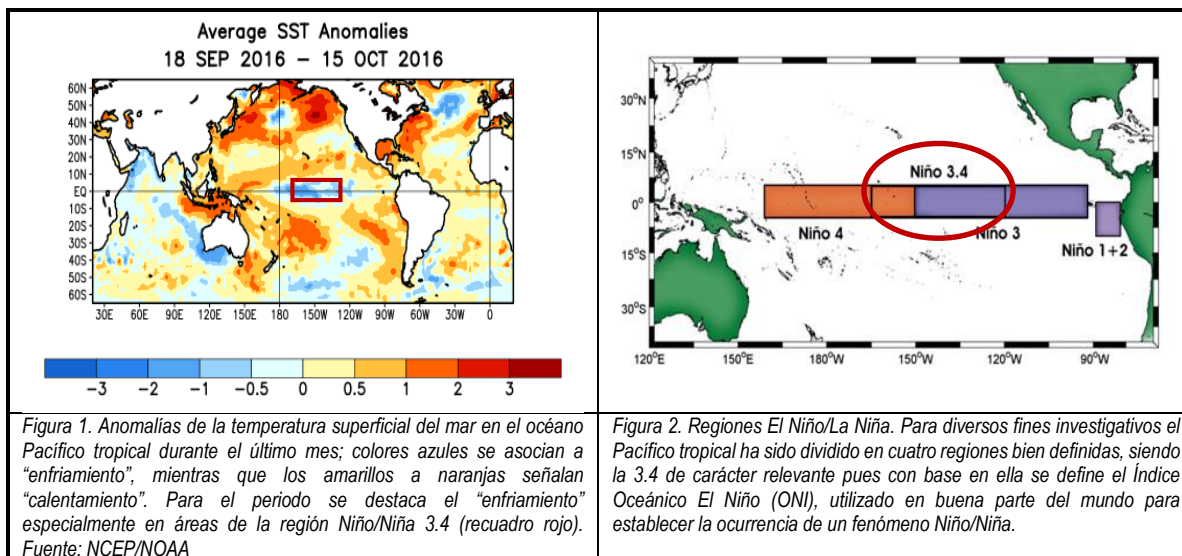 Average SST Anomalies
18 SEP 2016 – 15 OCT 2016
60N
50N
40N
30N
20N
10N
EQ
10S
20S
30S
40S
50S
60S
30E 60E 90E 120E 150E 180 150W 120W 90W 60W 30W 0
−3 −2 −1 −0.5 0 0.5 1 2 3
Figura 1. Anomalías de la temperatura superficial del mar en el océano
Pacífico tropical durante el último mes; colores azules se asocian a
“enfriamiento”, mientras que los amarillos a naranjas señalan
“calentamiento”. Para el periodo se destaca el “enfriamiento”
especialmente en áreas de la región Niño/Niña 3.4 (recuadro rojo).
Fuente: NCEP/NOAA
30°N
15°N
0°
15°S
30°S
Niño 3.4
Niño 4
Niño 3
Niño 1+2
120°E 150°E 180°W 150°W 120°W 90°W
Figura 2. Regiones El Niño/La Niña. Para diversos fines investigativos el
Pacífico tropical ha sido dividido en cuatro regiones bien definidas, siendo
la 3.4 de carácter relevante pues con base en ella se define el Índice
Oceánico El Niño (ONI), utilizado en buena parte del mundo para
establecer la ocurrencia de un fenómeno Niño/Niña.